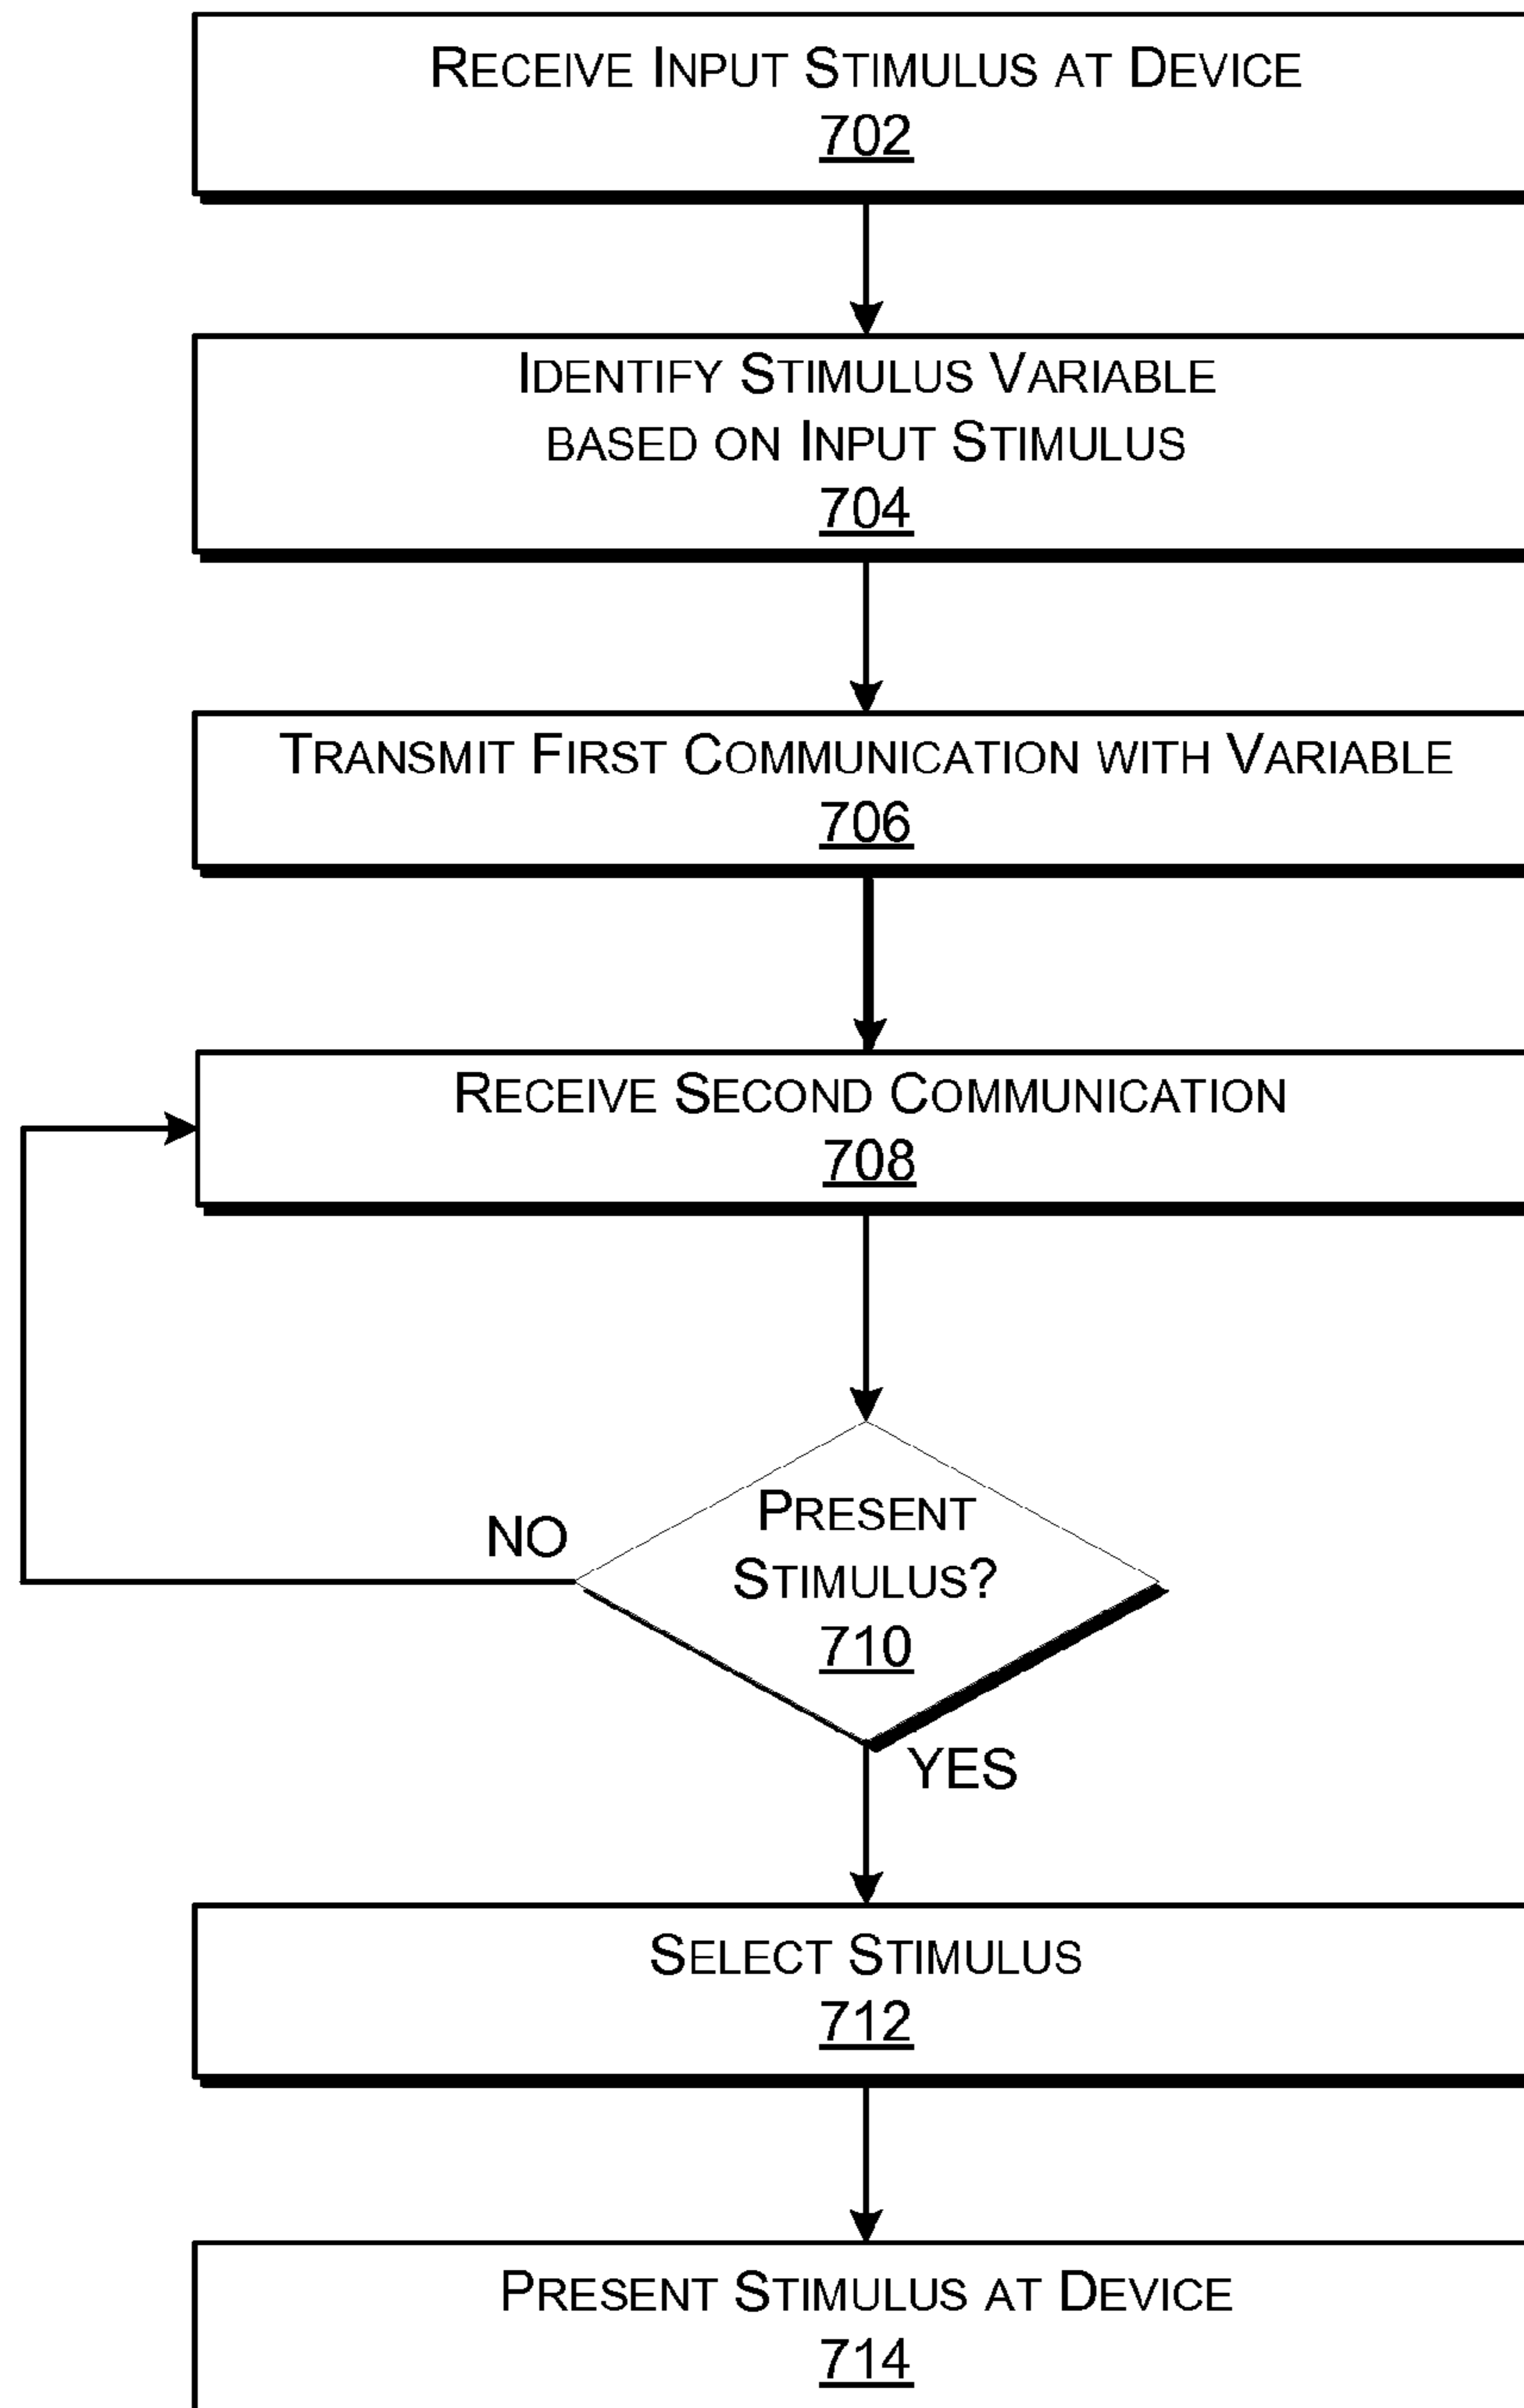 RECEIVE INPUT STIMULUS AT DEVICE
702
IDENTIFY STIMULUS VARIABLE
BASED ON INPUT STIMULUS
704
TRANSMIT FIRST COMMUNICATION WITH VARIABLE
706
RECEIVE SECOND COMMUNICATION
708
PRESENT
STIMULUS?
710
NO
YES
SELECT STIMULUS
712
PRESENT STIMULUS AT DEVICE
714